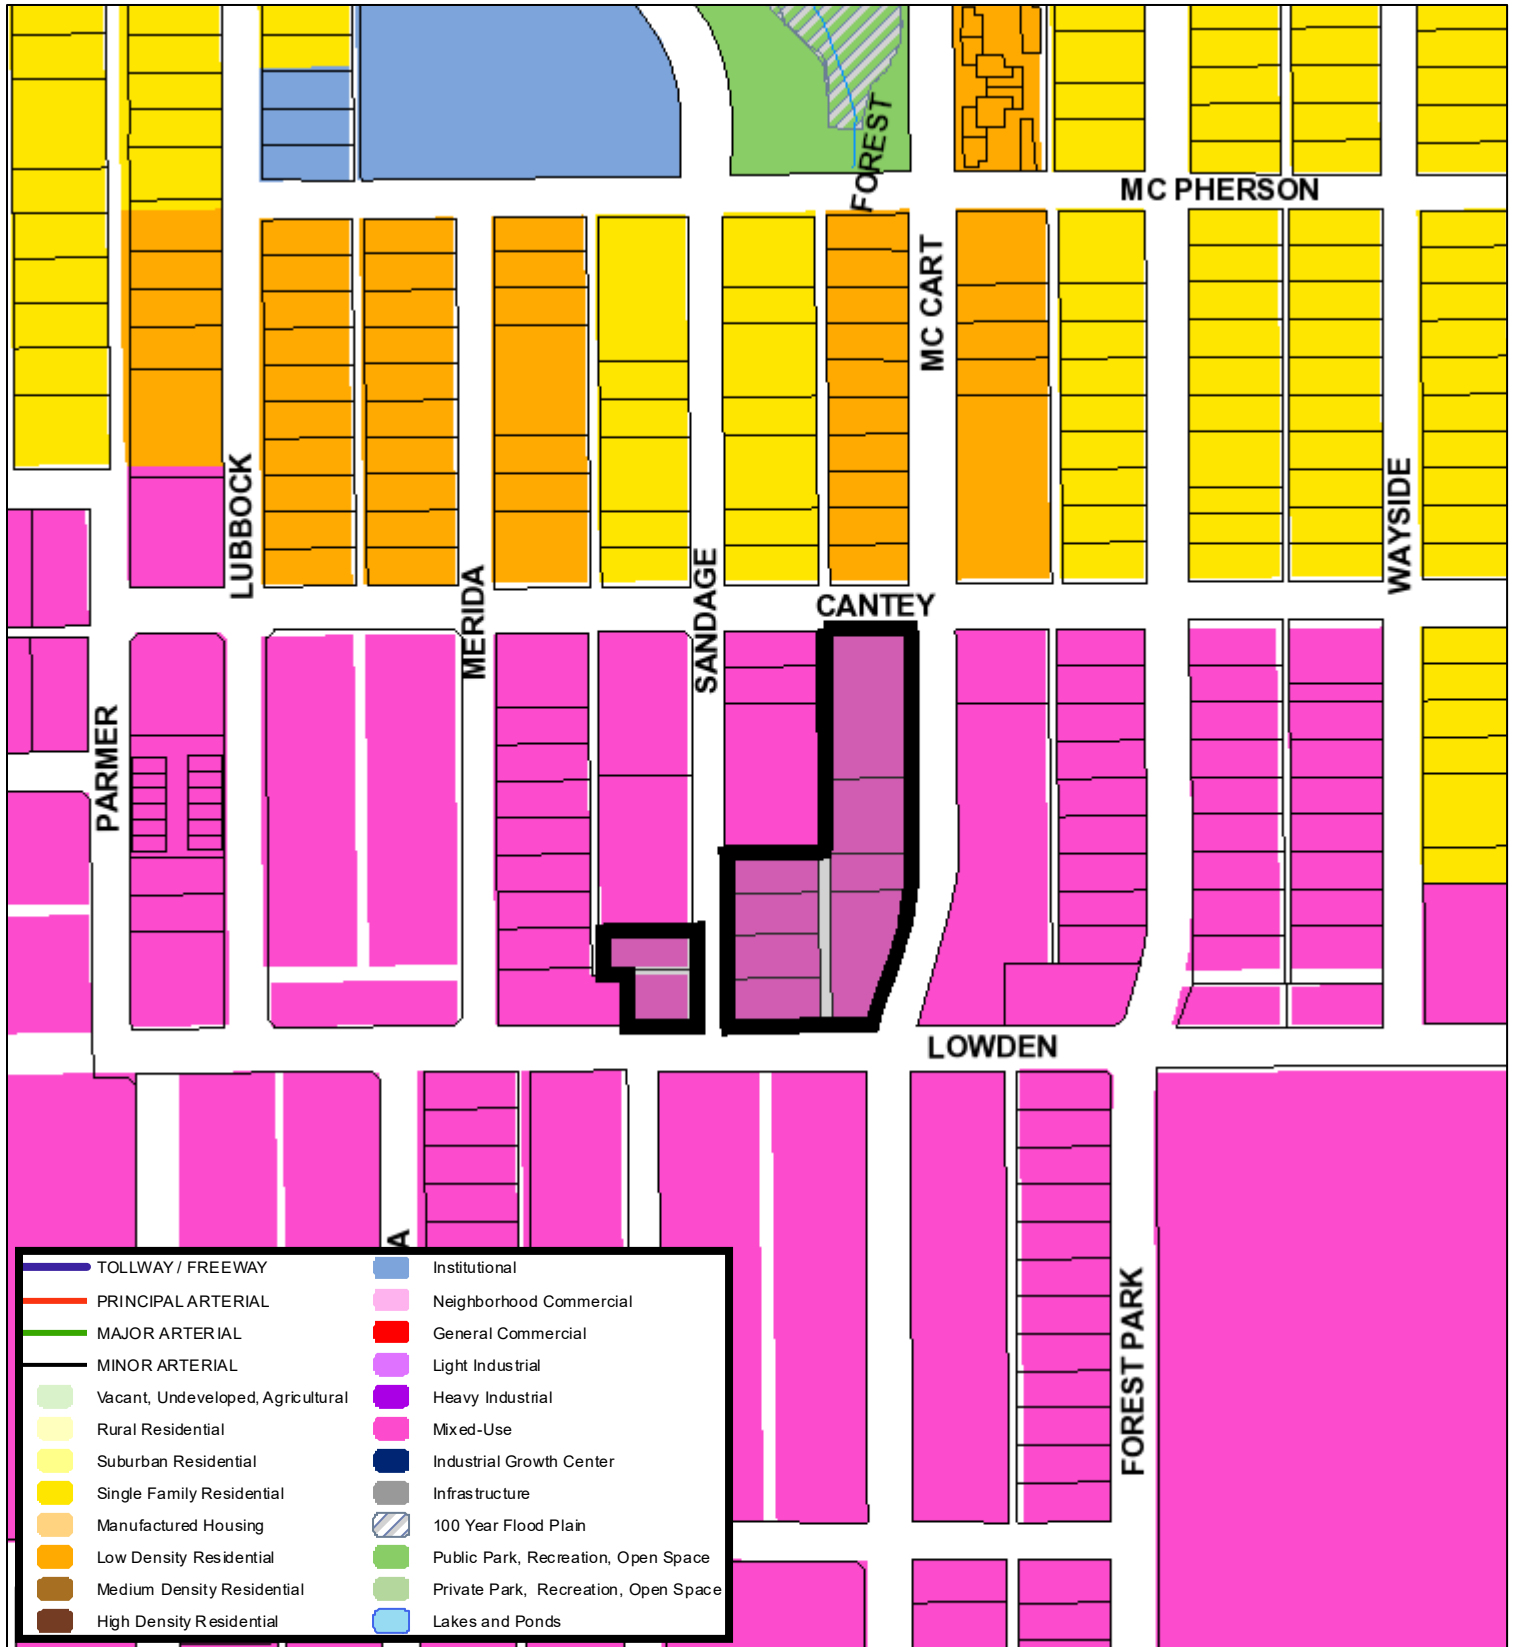 FOREST
MC PHERSON
MC CART
LUBBOCK
WAYSIDE
MERIDA
SANDAGE
CANTEY
PARMER
LOWDEN
A
FOREST PARK
TOLLWAY / FREEWAY
PRINCIPAL ARTERIAL
MAJOR ARTERIAL
MINOR ARTERIAL
Vacant, Undeveloped, Agricultural
Rural Residential
Suburban Residential
Single Family Residential
Manufactured Housing
Low Density Residential
Medium Density Residential
High Density Residential
Institutional
Neighborhood Commercial
General Commercial
Light Industrial
Heavy Industrial
Mixed-Use
Industrial Growth Center
Infrastructure
100 Year Flood Plain
Public Park, Recreation, Open Space
Private Park, Recreation, Open Space
Lakes and Ponds